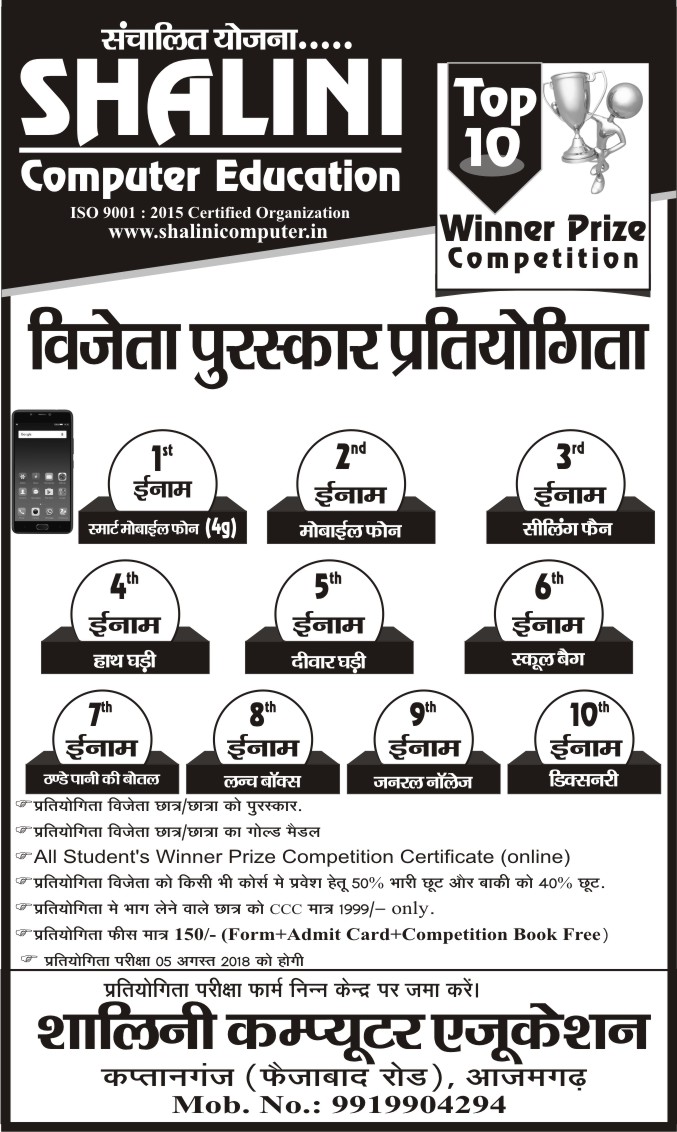 संचालित योजना.....
SHALINI
Computer Education
ISO 9001 : 2015 Certified Organization
www.shalinicomputer.in
Top
10
Winner Prize
Competition
विजेता पुरस्कार प्रतियोगिता
1st
ईनाम
स्मार्ट मोबाईल फोन (4g)
2nd
ईनाम
मोबाईल फोन
3rd
ईनाम
सीलिंग फैन
4th
ईनाम
हाथ घड़ी
5th
ईनाम
दीवार घड़ी
6th
ईनाम
स्कूल बैग
7th
ईनाम
ठण्डे पानी की बोतल
8th
ईनाम
लन्च बॉक्स
9th
ईनाम
जनरल नॉलेज
10th
ईनाम
डिक्सनरी
☞प्रतियोगिता विजेता छात्र/छात्रा को पुरस्कार.
☞प्रतियोगिता विजेता छात्र/छात्रा का गोल्ड मैडल
☞All Student's Winner Prize Competition Certificate (online)
☞प्रतियोगिता विजेता को किसी भी कोर्स मे प्रवेश हेतू 50% भारी छूट और बाकी को 40% छूट.
☞प्रतियोगिता मे भाग लेने वाले छात्र को CCC मात्र 1999/– only.
☞प्रतियोगिता फीस मात्र 150/- (Form+Admit Card+Competition Book Free)
☞ प्रतियोगिता परीक्षा 05 अगस्त 2018 को होगी
प्रतियोगिता परीक्षा फार्म निन्न केन्द्र पर जमा करें।
शालिनी कम्प्यूटर एजूकेशन
कप्तानगंज (फैजाबाद रोड), आजमगढ़
Mob. No.: 9919904294